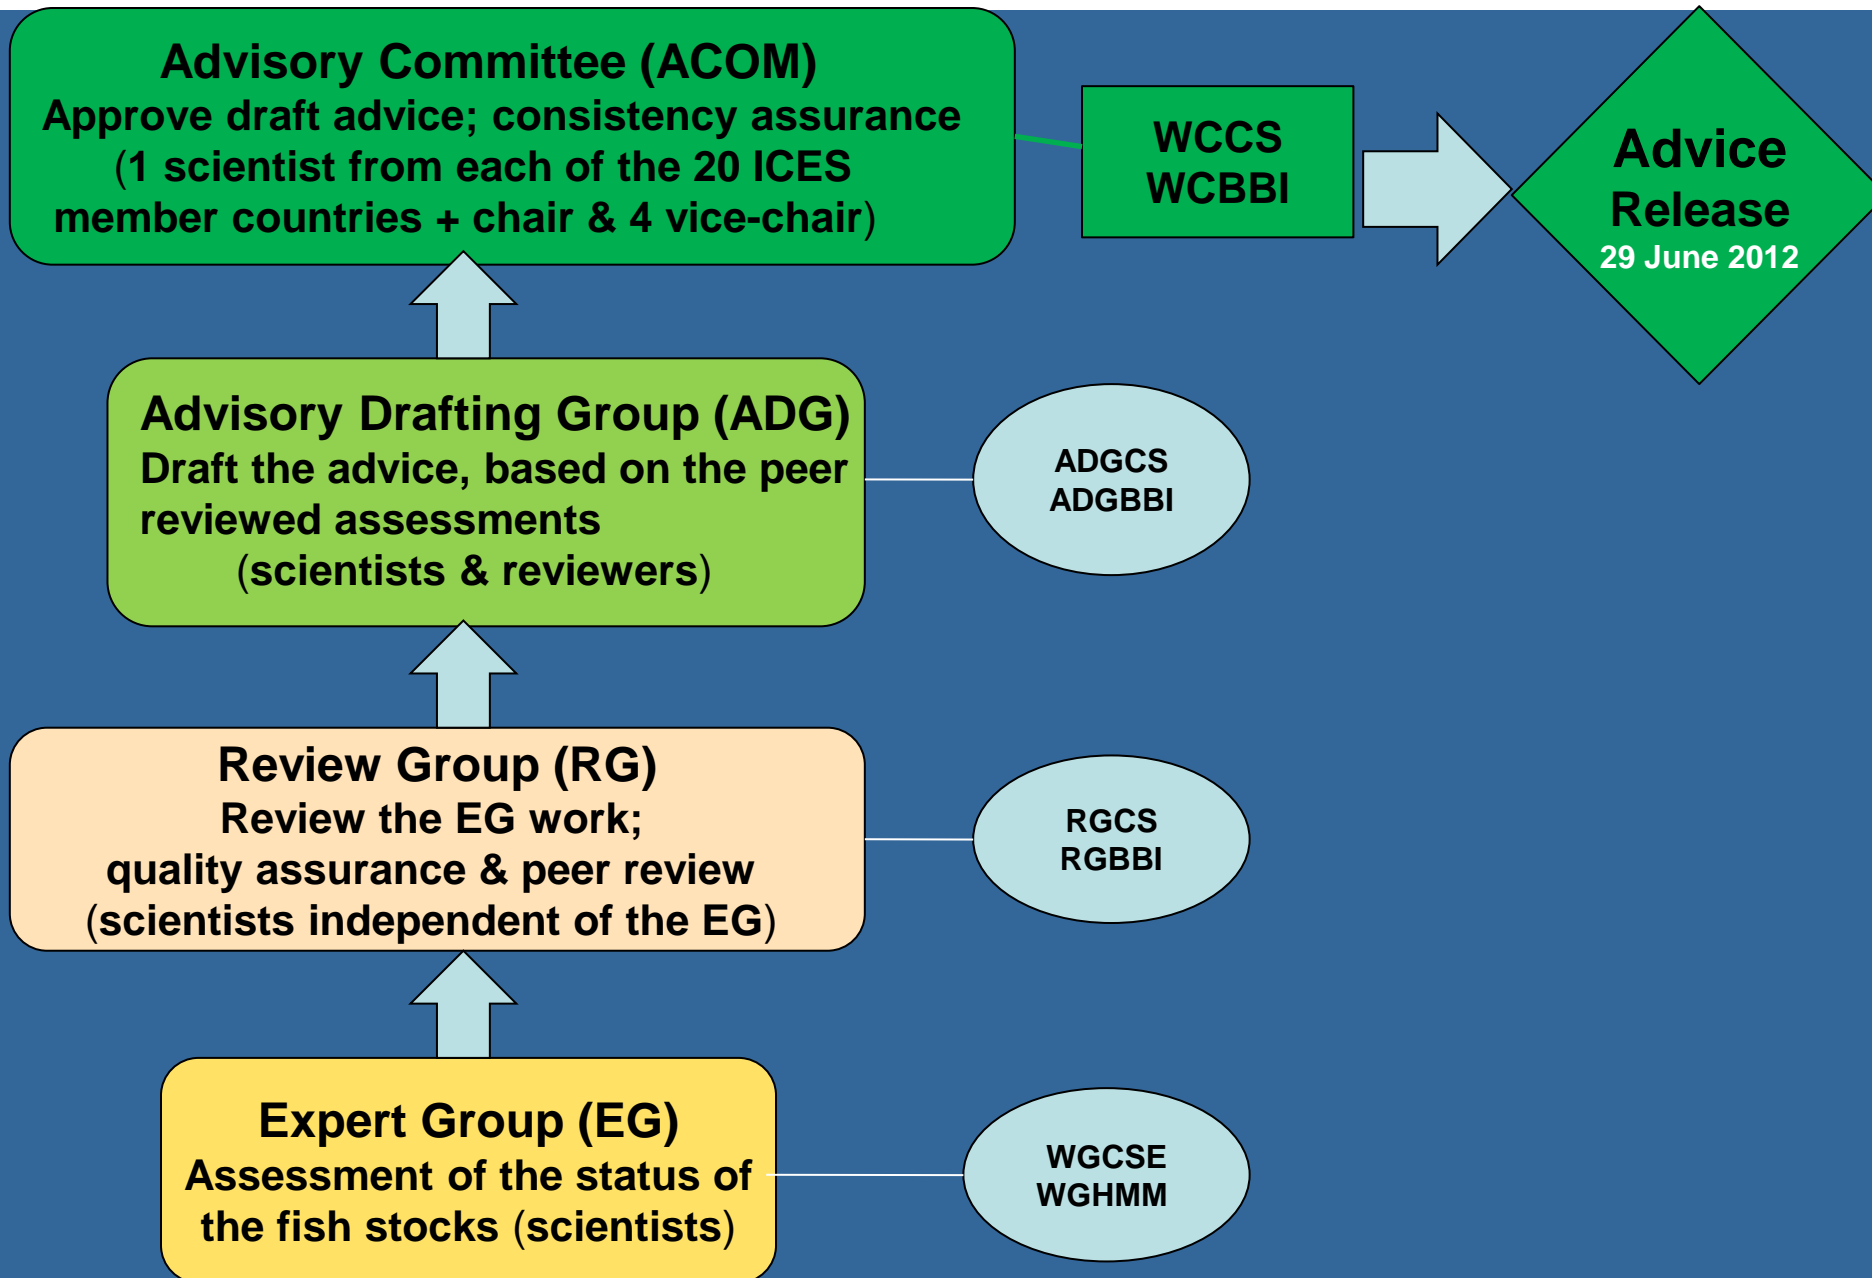 Advisory Committee (ACOM)
Approve draft advice; consistency assurance
(1 scientist from each of the 20 ICES
member countries + chair & 4 vice-chair)
WCCS
WCBBI
Advice
Release
29 June 2012
Advisory Drafting Group (ADG)
Draft the advice, based on the peer
reviewed assessments
(scientists & reviewers)
ADGCS
ADGBBI
Review Group (RG)
Review the EG work;
quality assurance & peer review
(scientists independent of the EG)
RGCS
RGBBI
Expert Group (EG)
Assessment of the status of
the fish stocks (scientists)
WGCSE
WGHMM